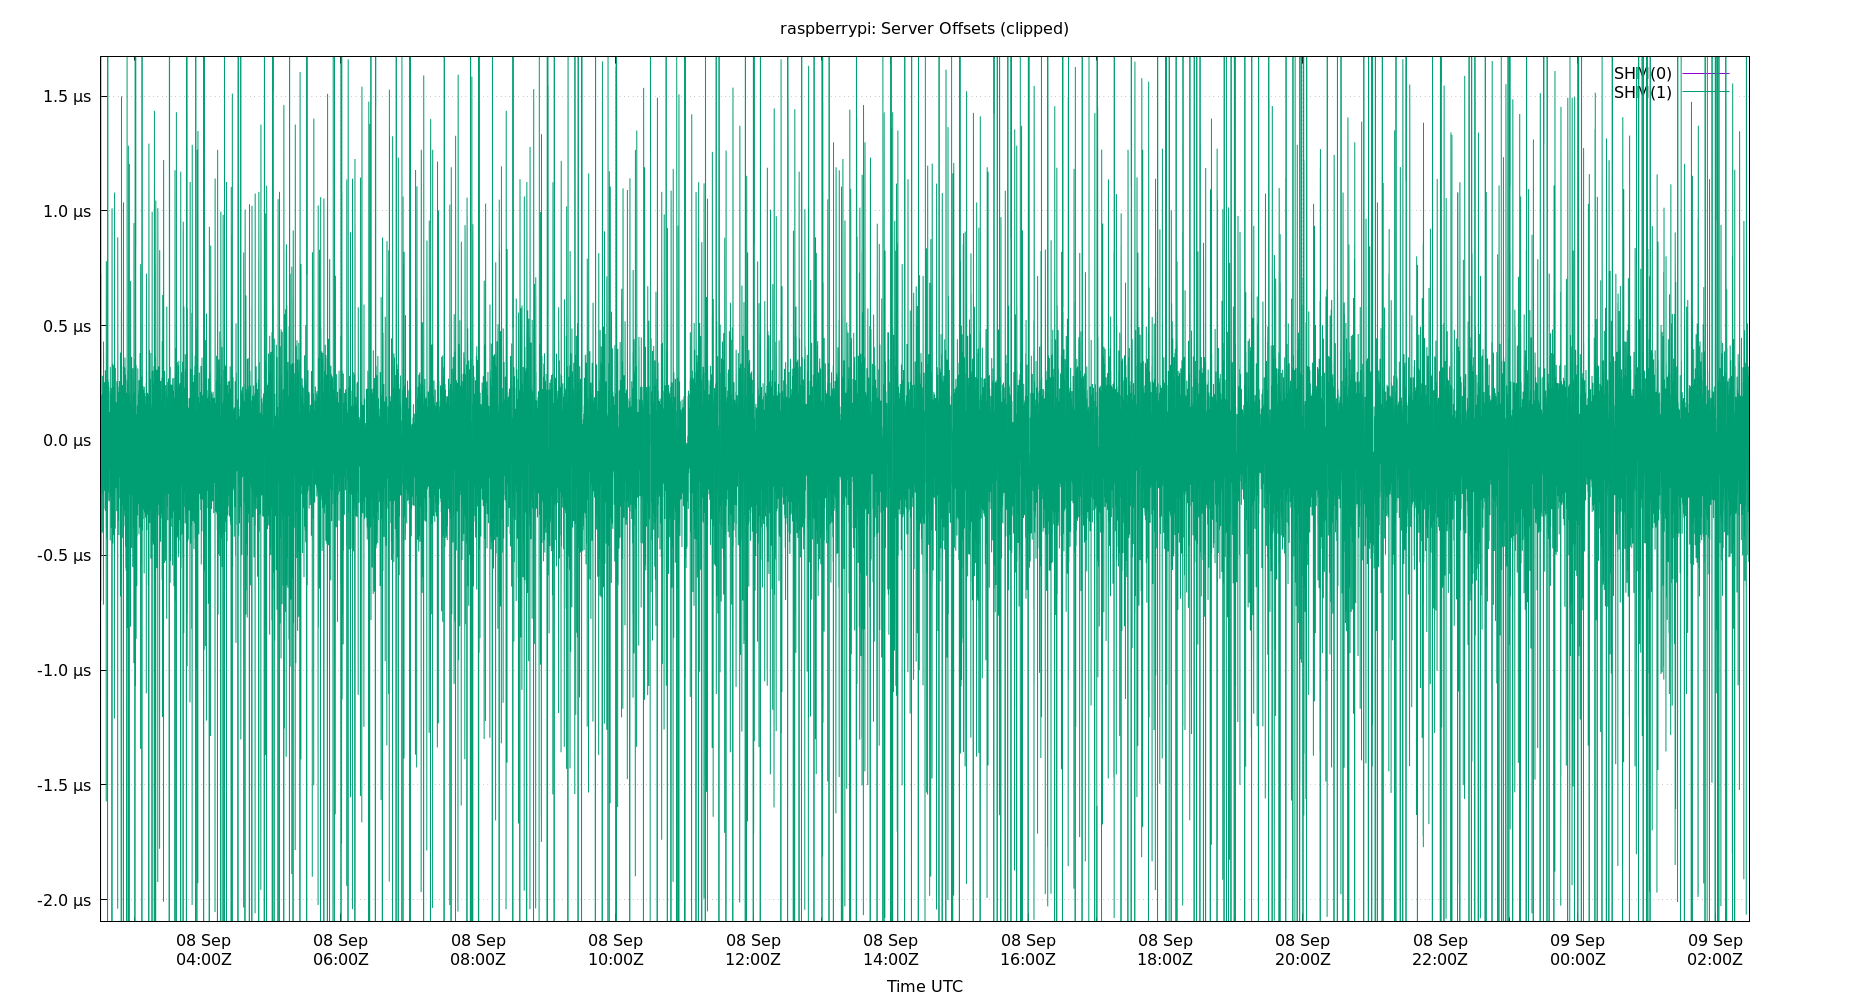 raspberrypi: Server Offsets (clipped)
SHM(0)
SHM(1)
1.5 µs
1.0 µs
0.5 µs
0.0 µs
-0.5 µs
-1.0 µs
-1.5 µs
-2.0 µs
08 Sep 08 Sep 08 Sep 08 Sep 08 Sep 08 Sep 08 Sep 08 Sep 08 Sep 08 Sep 09 Sep 09 Sep
04:00Z 06:00Z 08:00Z 10:00Z 12:00Z 14:00Z 16:00Z 18:00Z 20:00Z 22:00Z 00:00Z 02:00Z
Time UTC